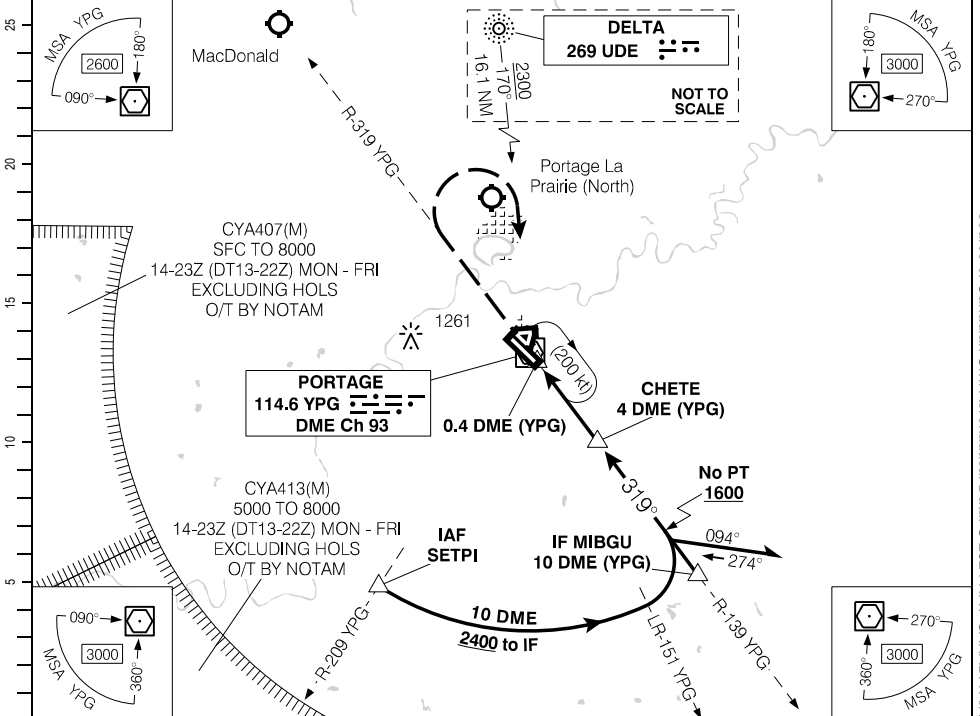 25
20
15
10
5
MSA YPG
2600
180°
090°
MacDonald
DELTA
269 UDE
2300
170°
16.1 NM
NOT TO
SCALE
MSA YPG
3000
180°
270°
R-319 YPG
Portage La
Prairie (North)
CYA407(M)
SFC TO 8000
14-23Z (DT13-22Z) MON - FRI
EXCLUDING HOLS
O/T BY NOTAM
1261
(200 kt)
PORTAGE
114.6 YPG
DME Ch 93
0.4 DME (YPG)
CHETE
4 DME (YPG)
No PT
1600
319°
CYA413(M)
5000 TO 8000
14-23Z (DT13-22Z) MON - FRI
EXCLUDING HOLS
O/T BY NOTAM
IAF
SETPI
IF MIBGU
10 DME (YPG)
094°
274°
10 DME
2400 to IF
R-209 YPG
LR-151 YPG
R-139 YPG
090°
3000
360°
MSA YPG
270°
3000
360°
MSA YPG